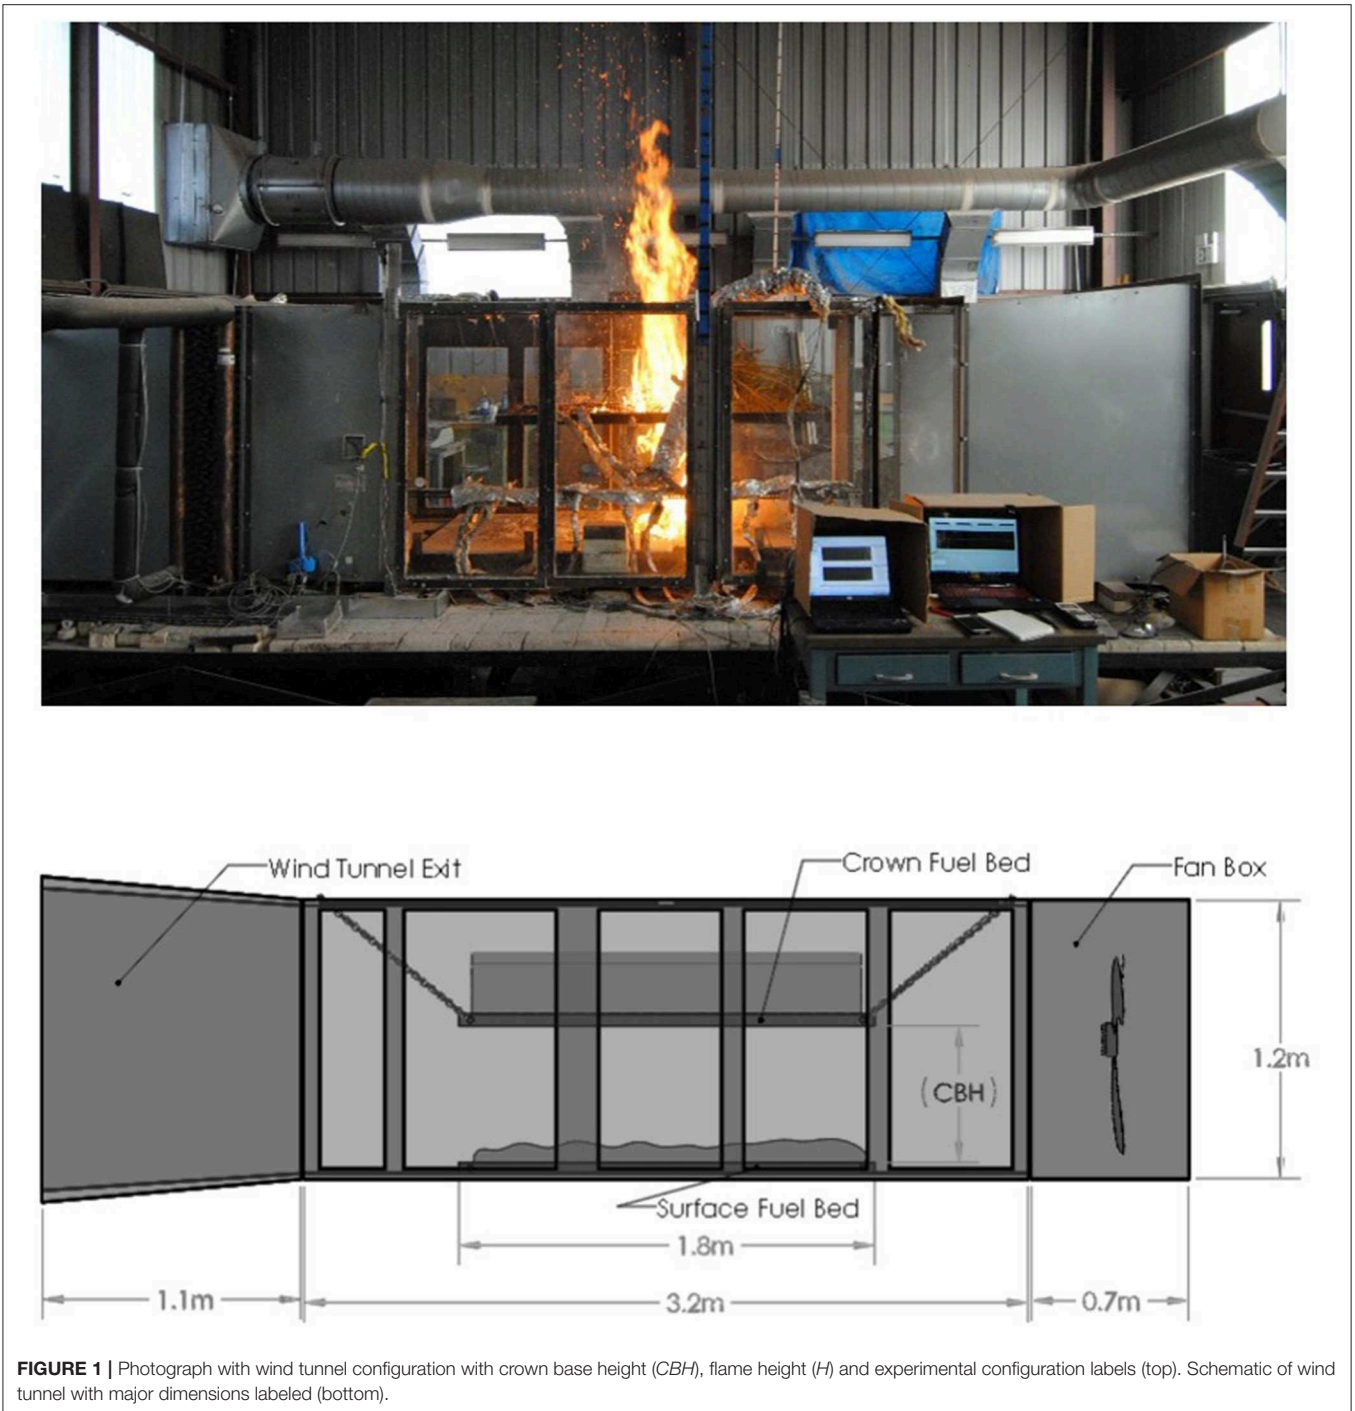 Wind Tunnel Exit
Crown Fuel Bed
Fan Box
1.2m
(CBH)
Surface Fuel Bed
1.8m
1.1m
3.2m
0.7m
FIGURE 1 | Photograph with wind tunnel configuration with crown base height (CBH), flame height (H) and experimental configuration labels (top). Schematic of wind
tunnel with major dimensions labeled (bottom).